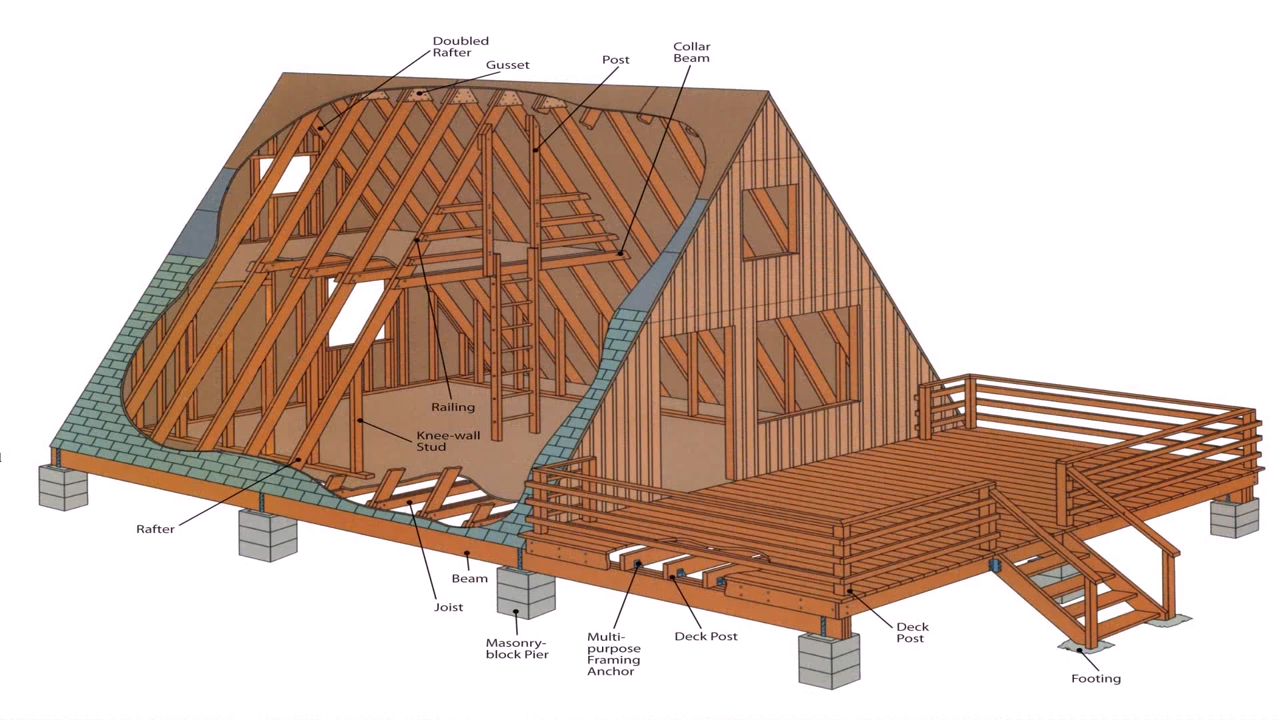 Doubled
Rafter
Gusset
Post
Collar
Beam
Railing
Knee-wall
Stud
Rafter
Beam
Joist
Masonry-
block Pier
Multi-
purpose
Framing
Anchor
Deck Post
Deck
Post
Footing